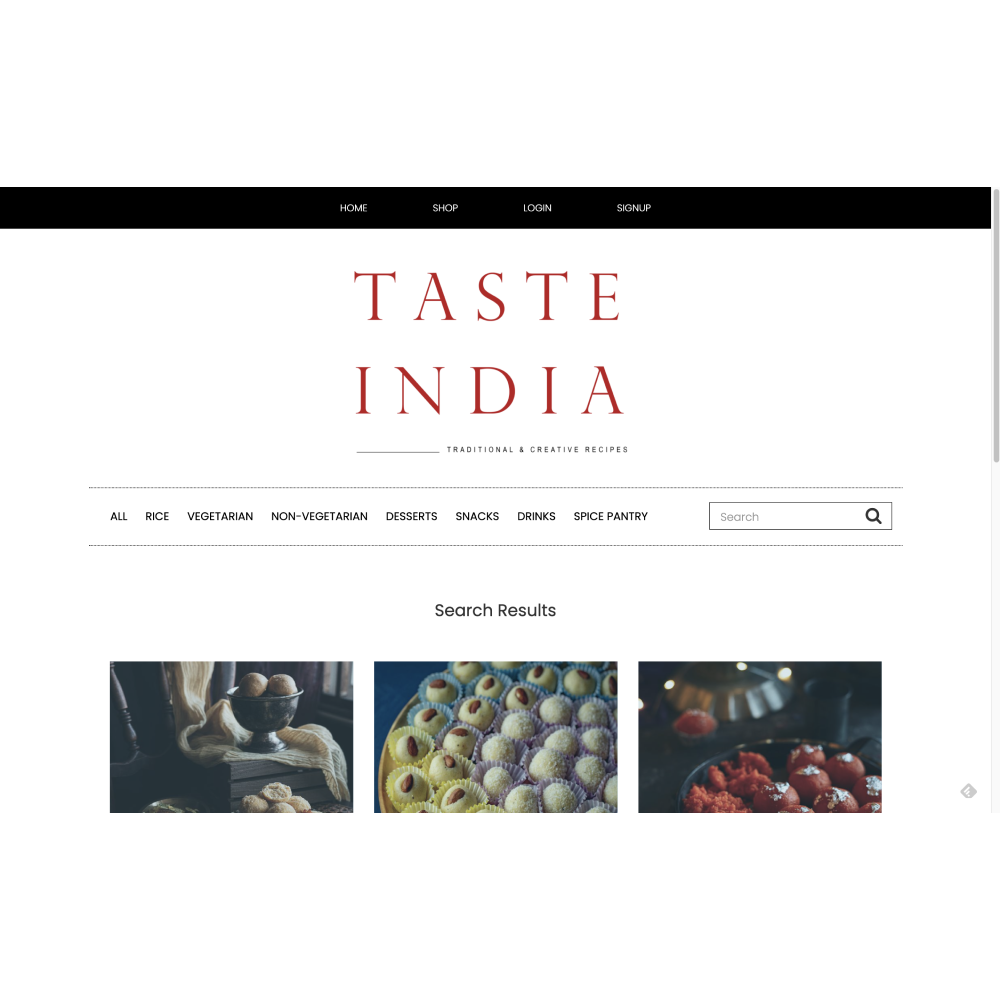 HOME SHOP LOGIN SIGNUP
TASTE
INDIA
TRADITIONAL & CREATIVE RECIPES
ALL RICE VEGETARIAN NON-VEGETARIAN DESSERTS SNACKS DRINKS SPICE PANTRY Search
Search Results